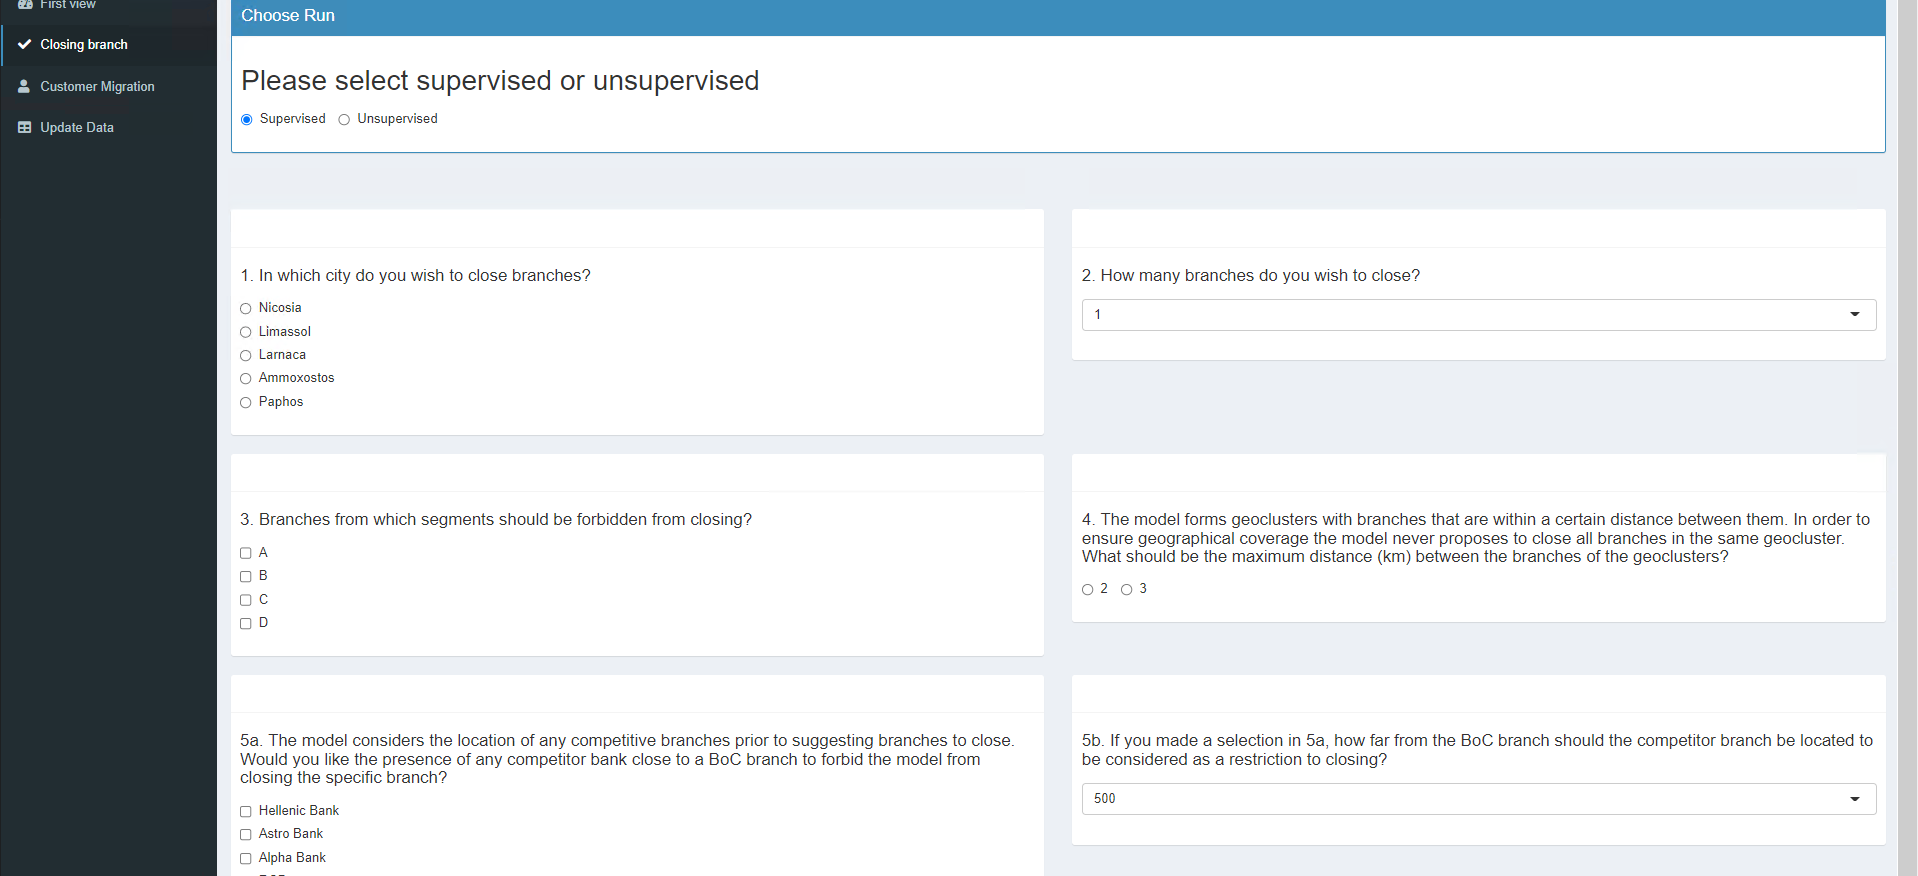 First view
Closing branch
Customer Migration
Update Data
Choose Run
Please select supervised or unsupervised
Supervised Unsupervised
1. In which city do you wish to close branches?
Nicosia
Limassol
Larnaca
Ammoxostos
Paphos
2. How many branches do you wish to close?
1
3. Branches from which segments should be forbidden from closing?
A
B
C
D
4. The model forms geoclusters with branches that are within a certain distance between them. In order to
ensure geographical coverage the model never proposes to close all branches in the same geocluster.
What should be the maximum distance (km) between the branches of the geoclusters?
2 3
5a. The model considers the location of any competitive branches prior to suggesting branches to close.
Would you like the presence of any competitor bank close to a BoC branch to forbid the model from
closing the specific branch?
Hellenic Bank
Astro Bank
Alpha Bank
5b. If you made a selection in 5a, how far from the BoC branch should the competitor branch be located to
be considered as a restriction to closing?
500